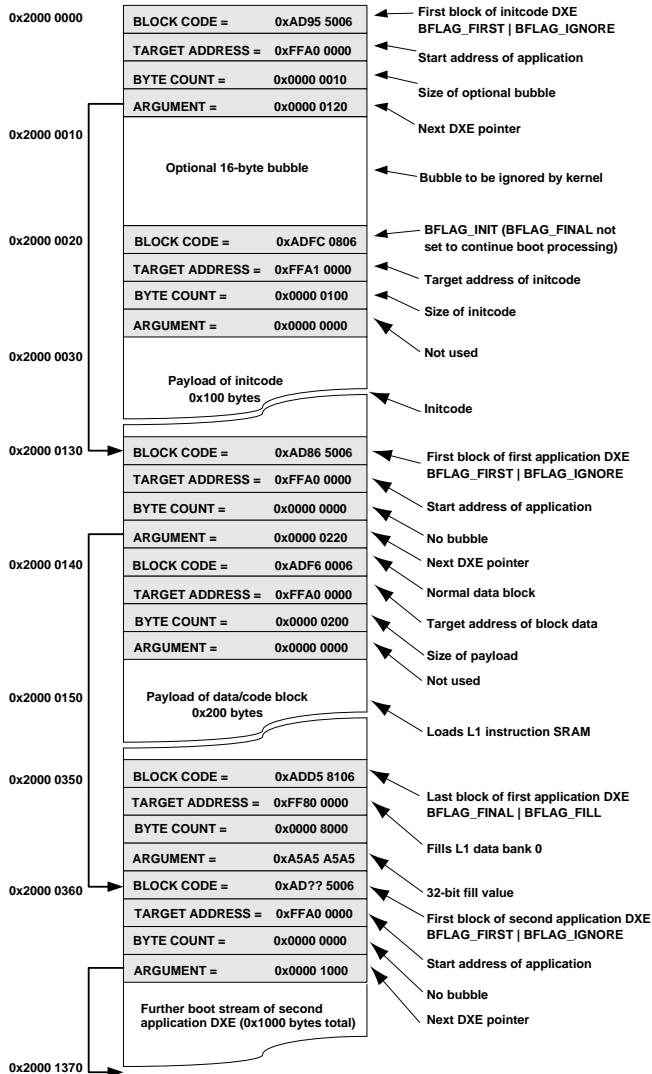 0x2000 0000
BLOCK CODE = 0xAD95 5006
First block of initcode DXE
BFLAG_FIRST | BFLAG_IGNORE
TARGET ADDRESS = 0xFFA0 0000
Start address of application
BYTE COUNT = 0x0000 0010
Size of optional bubble
ARGUMENT = 0x0000 0120
Next DXE pointer
0x2000 0010
Optional 16-byte bubble
Bubble to be ignored by kernel
0x2000 0020
BLOCK CODE = 0xADFC 0806
BFLAG_INIT (BFLAG_FINAL not
set to continue boot processing)
TARGET ADDRESS = 0xFFA1 0000
Target address of initcode
BYTE COUNT = 0x0000 0100
Size of initcode
ARGUMENT = 0x0000 0000
Not used
0x2000 0030
Payload of initcode
0x100 bytes
Initcode
0x2000 0130
BLOCK CODE = 0xAD86 5006
First block of first application DXE
BFLAG_FIRST | BFLAG_IGNORE
TARGET ADDRESS = 0xFFA0 0000
Start address of application
BYTE COUNT = 0x0000 0000
No bubble
ARGUMENT = 0x0000 0220
Next DXE pointer
0x2000 0140
BLOCK CODE = 0xADF6 0006
Normal data block
TARGET ADDRESS = 0xFFA0 0000
Target address of block data
BYTE COUNT = 0x0000 0200
Size of payload
ARGUMENT = 0x0000 0000
Not used
0x2000 0150
Payload of data/code block
0x200 bytes
Loads L1 instruction SRAM
0x2000 0350
BLOCK CODE = 0xADD5 8106
Last block of first application DXE
BFLAG_FINAL | BFLAG_FILL
TARGET ADDRESS = 0xFF80 0000
Fills L1 data bank 0
BYTE COUNT = 0x0000 8000
ARGUMENT = 0xA5A5 A5A5
32-bit fill value
0x2000 0360
BLOCK CODE = 0xAD?? 5006
First block of second application DXE
BFLAG_FIRST | BFLAG_IGNORE
TARGET ADDRESS = 0xFFA0 0000
Start address of application
BYTE COUNT = 0x0000 0000
No bubble
ARGUMENT = 0x0000 1000
Next DXE pointer
Further boot stream of second
application DXE (0x1000 bytes total)
0x2000 1370